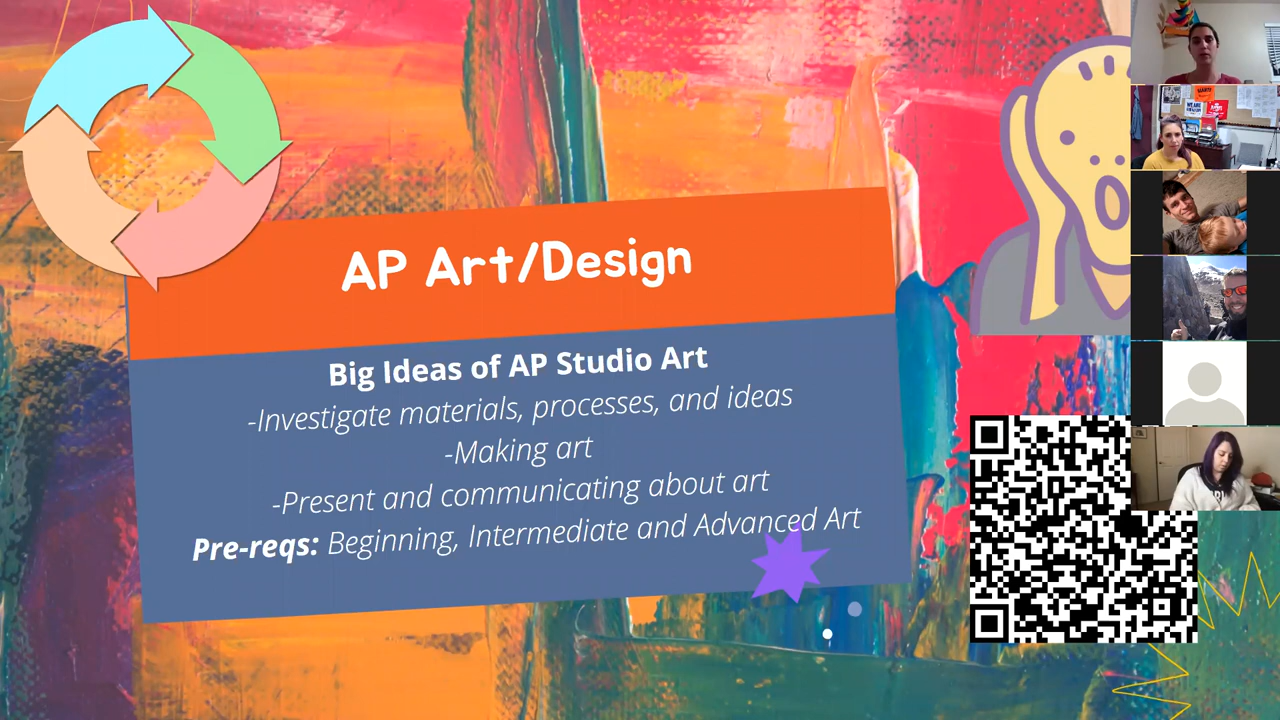 AP Art/Design
Big Ideas of AP Studio Art
-Investigate materials, processes, and ideas
-Making art
-Present and communicating about art
Pre-reqs: Beginning, Intermediate and Advanced Art